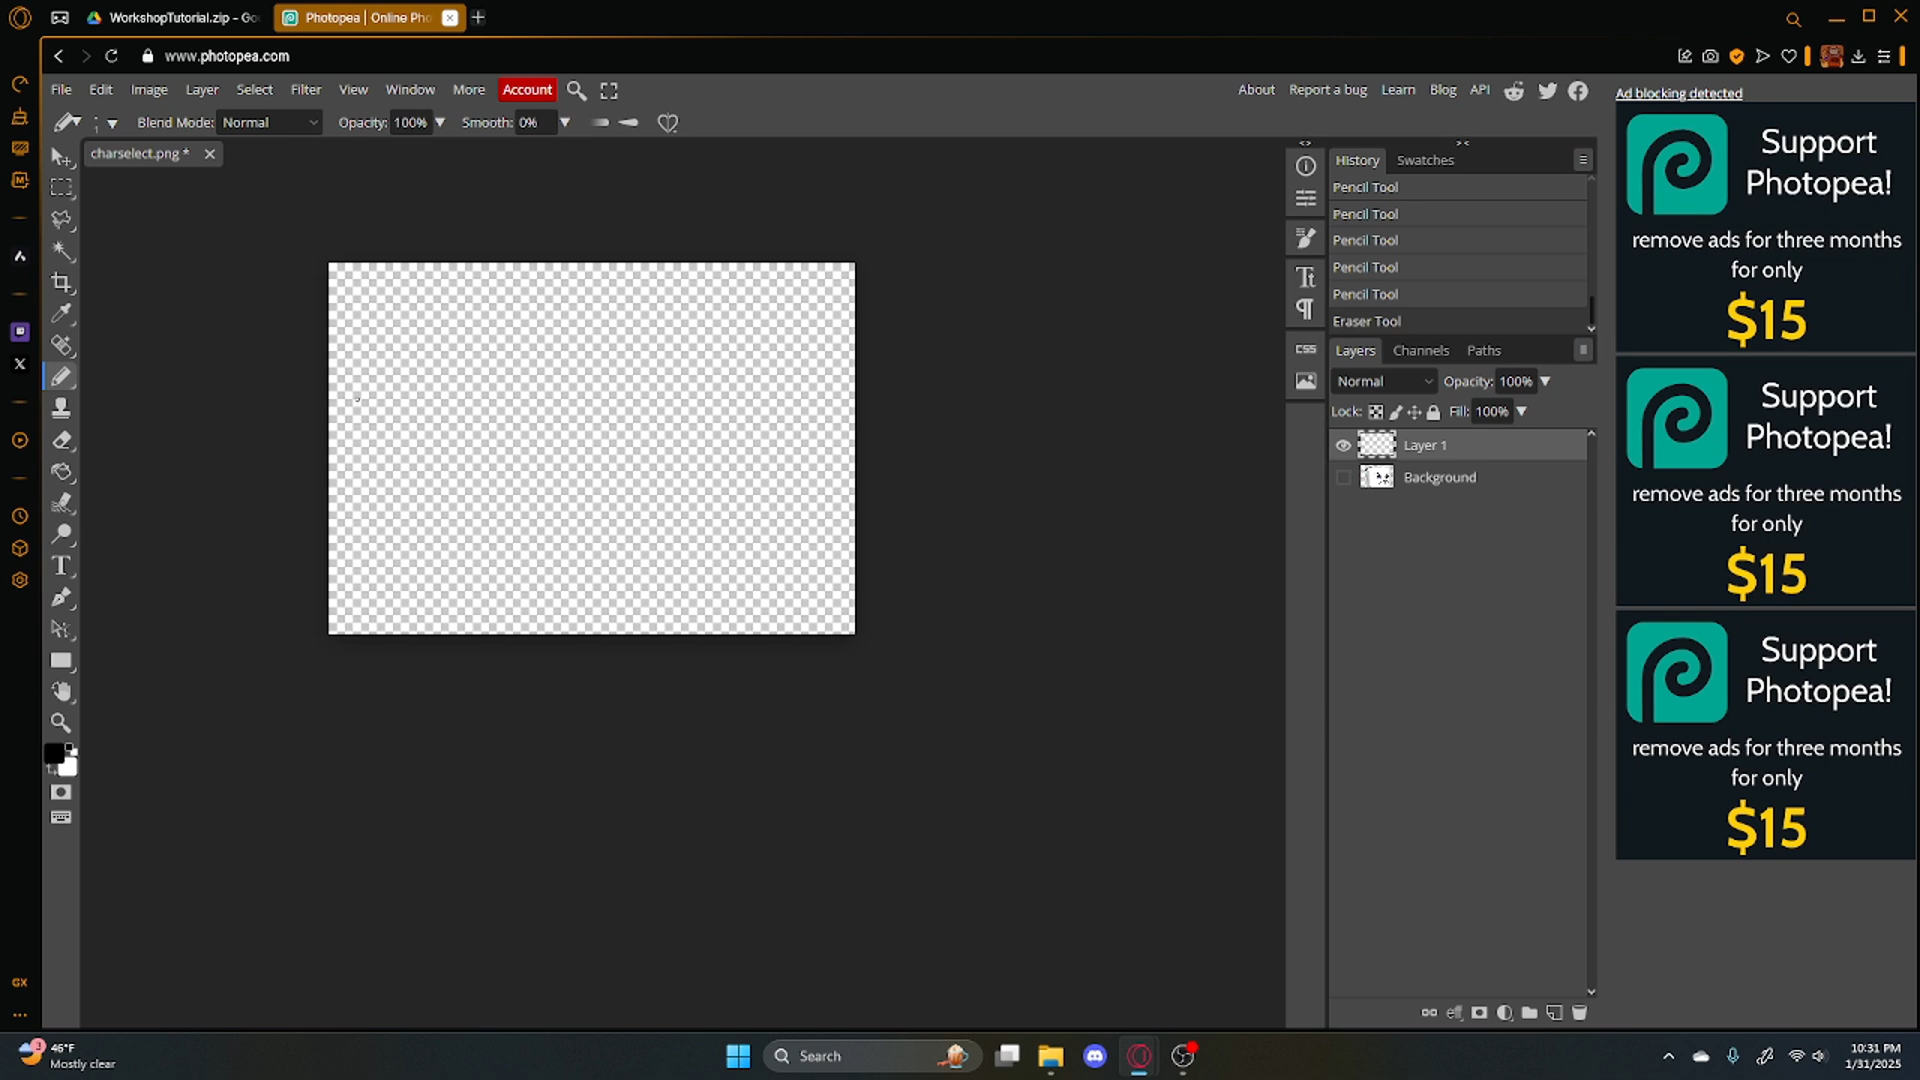 WorkshopTutorial.zip - Go
Photopea | Online Pho
www.photopea.com
File Edit Image Layer Select Filter View Window More Account
About Report a bug Learn Blog API
Ad blocking detected
1 Blend Mode: Normal Opacity: 100% Smooth: 0%
charselect.png *
History Swatches
Pencil Tool
Pencil Tool
Pencil Tool
Pencil Tool
Pencil Tool
Eraser Tool
CSS
Layers Channels Paths
Normal Opacity: 100%
Lock: Fill: 100%
Layer 1
Background
Support
Photopea!
remove ads for three months
for only
$15
Support
Photopea!
remove ads for three months
for only
$15
Support
Photopea!
remove ads for three months
for only
$15
GX
3
46°F
Mostly clear
Search
10:31 PM
1/31/2025